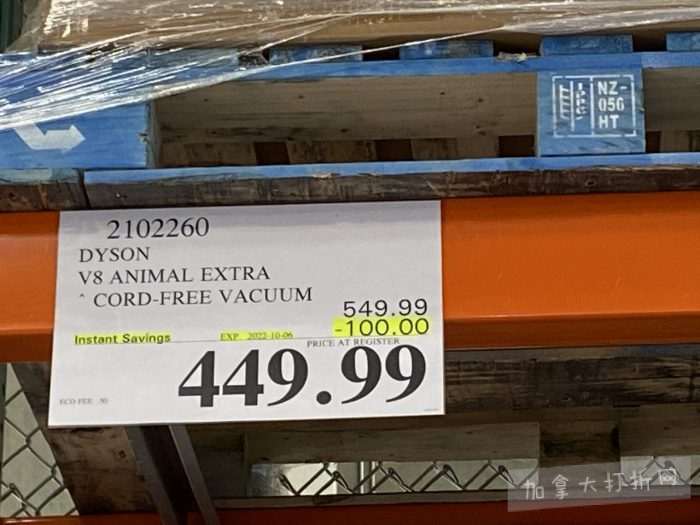 NZ-
056
HT
2102260
DYSON
V8 ANIMAL EXTRA
^ CORD-FREE VACUUM
549.99
-100.00
Instant Savings EXP. 2022-10-06
PRICE AT REGISTER
449.99
ECO FEE .50
加拿大打折网